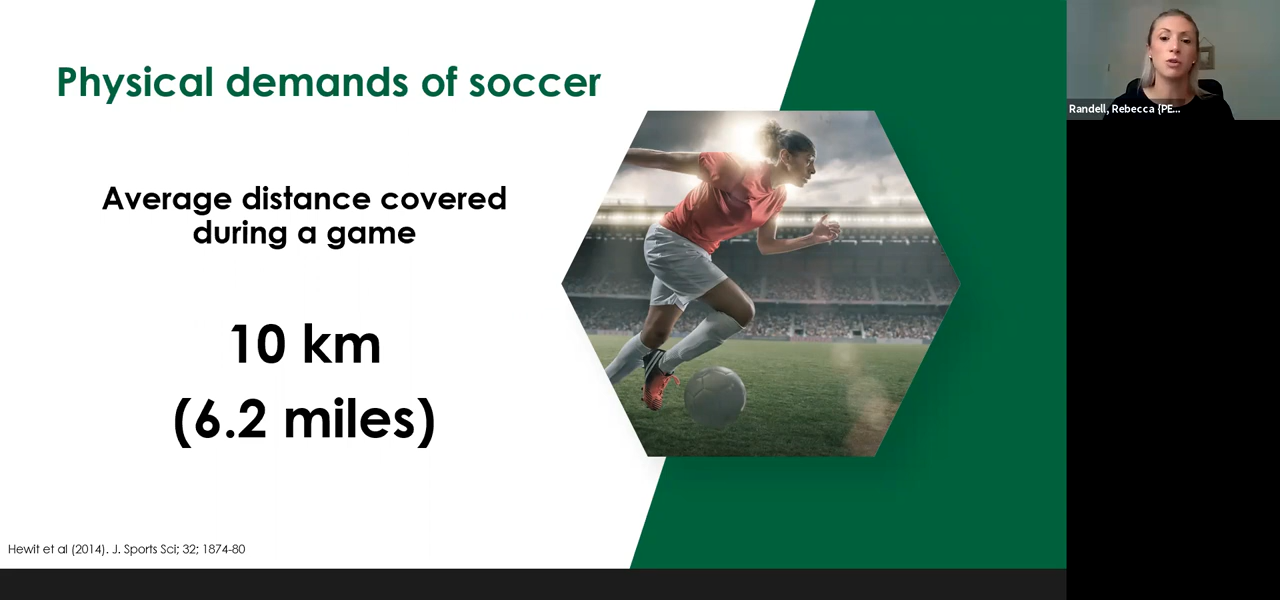 Physical demands of soccer
Average distance covered
during a game
10 km
(6.2 miles)
Hewit et al (2014). J. Sports Sci; 32; 1874-80
Randell, Rebecca {PE...